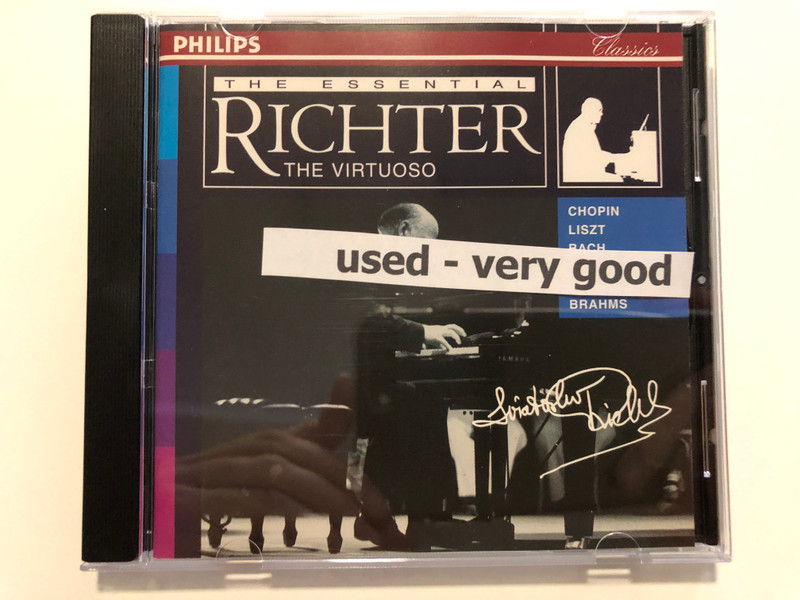 PHILIPS
Classics
THE ESSENTIAL
RICHTER
THE VIRTUOSO
CHOPIN
LISZT
BACH
used - very good
BRAHMS
YAMAHA
Sviatoslav Richter